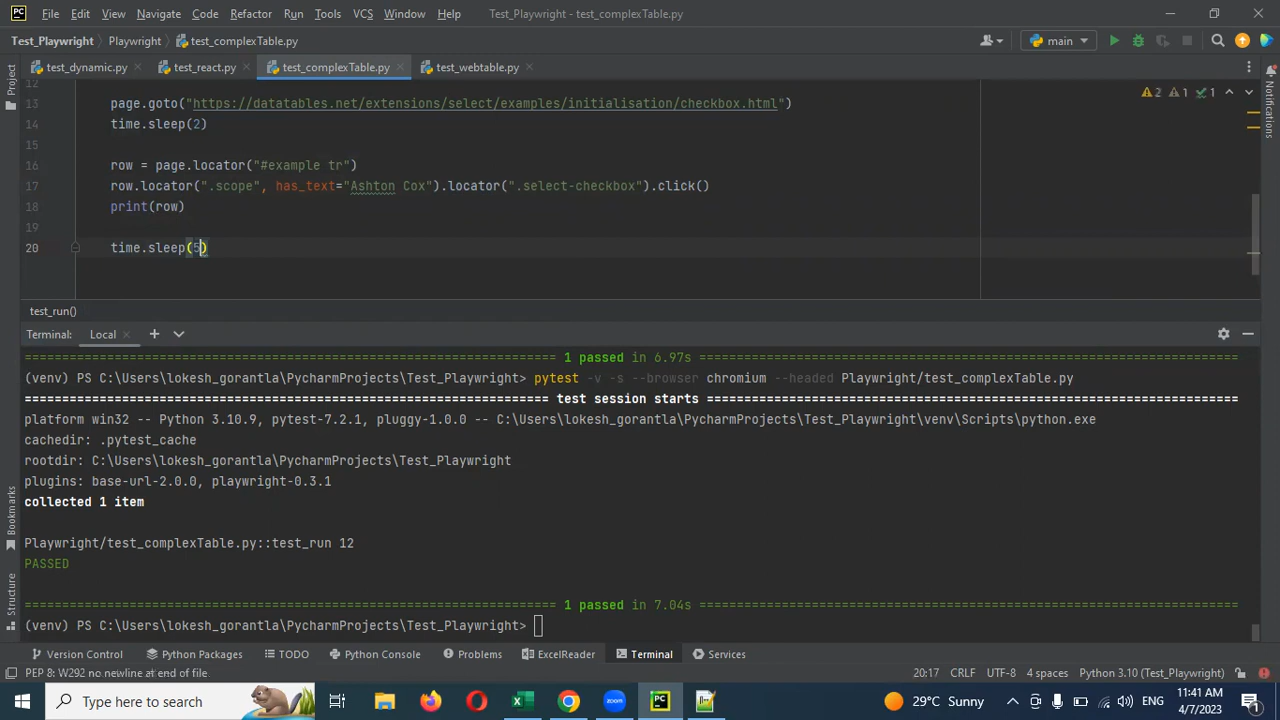 PC File Edit View Navigate Code Refactor Run Tools VCS Window Help Test_Playwright - test_complexTable.py
Test_Playwright Playwright test_complexTable.py main
test_dynamic.py test_react.py test_complexTable.py test_webtable.py
Project
Notifications
12
13 page.goto("https://datatables.net/extensions/select/examples/initialisation/checkbox.html")
2 1 1
14 time.sleep(2)
15
16 row = page.locator("#example tr")
17 row.locator(".scope", has_text="Ashton Cox").locator(".select-checkbox").click()
18 print(row)
19
20 time.sleep(5)
test_run()
Terminal: Local
============================================================ 1 passed in 6.97s ============================================================
(venv) PS C:\Users\lokesh_gorantla\PycharmProjects\Test_Playwright> pytest -v -s --browser chromium --headed Playwright/test_complexTable.py
============================================================ test session starts ============================================================
platform win32 -- Python 3.10.9, pytest-7.2.1, pluggy-1.0.0 -- C:\Users\lokesh_gorantla\PycharmProjects\Test_Playwright\venv\Scripts\python.exe
cachedir: .pytest_cache
rootdir: C:\Users\lokesh_gorantla\PycharmProjects\Test_Playwright
plugins: base-url-2.0.0, playwright-0.3.1
collected 1 item
Playwright/test_complexTable.py::test_run 12
PASSED
============================================================ 1 passed in 7.04s ============================================================
(venv) PS C:\Users\lokesh_gorantla\PycharmProjects\Test_Playwright>
Bookmarks
Structure
Version Control Python Packages TODO Python Console Problems ExcelReader Terminal Services
PEP 8: W292 no newline at end of file 20:17 CRLF UTF-8 4 spaces Python 3.10 (Test_Playwright)
Type here to search 29°C Sunny ENG 11:41 AM
4/7/2023 1